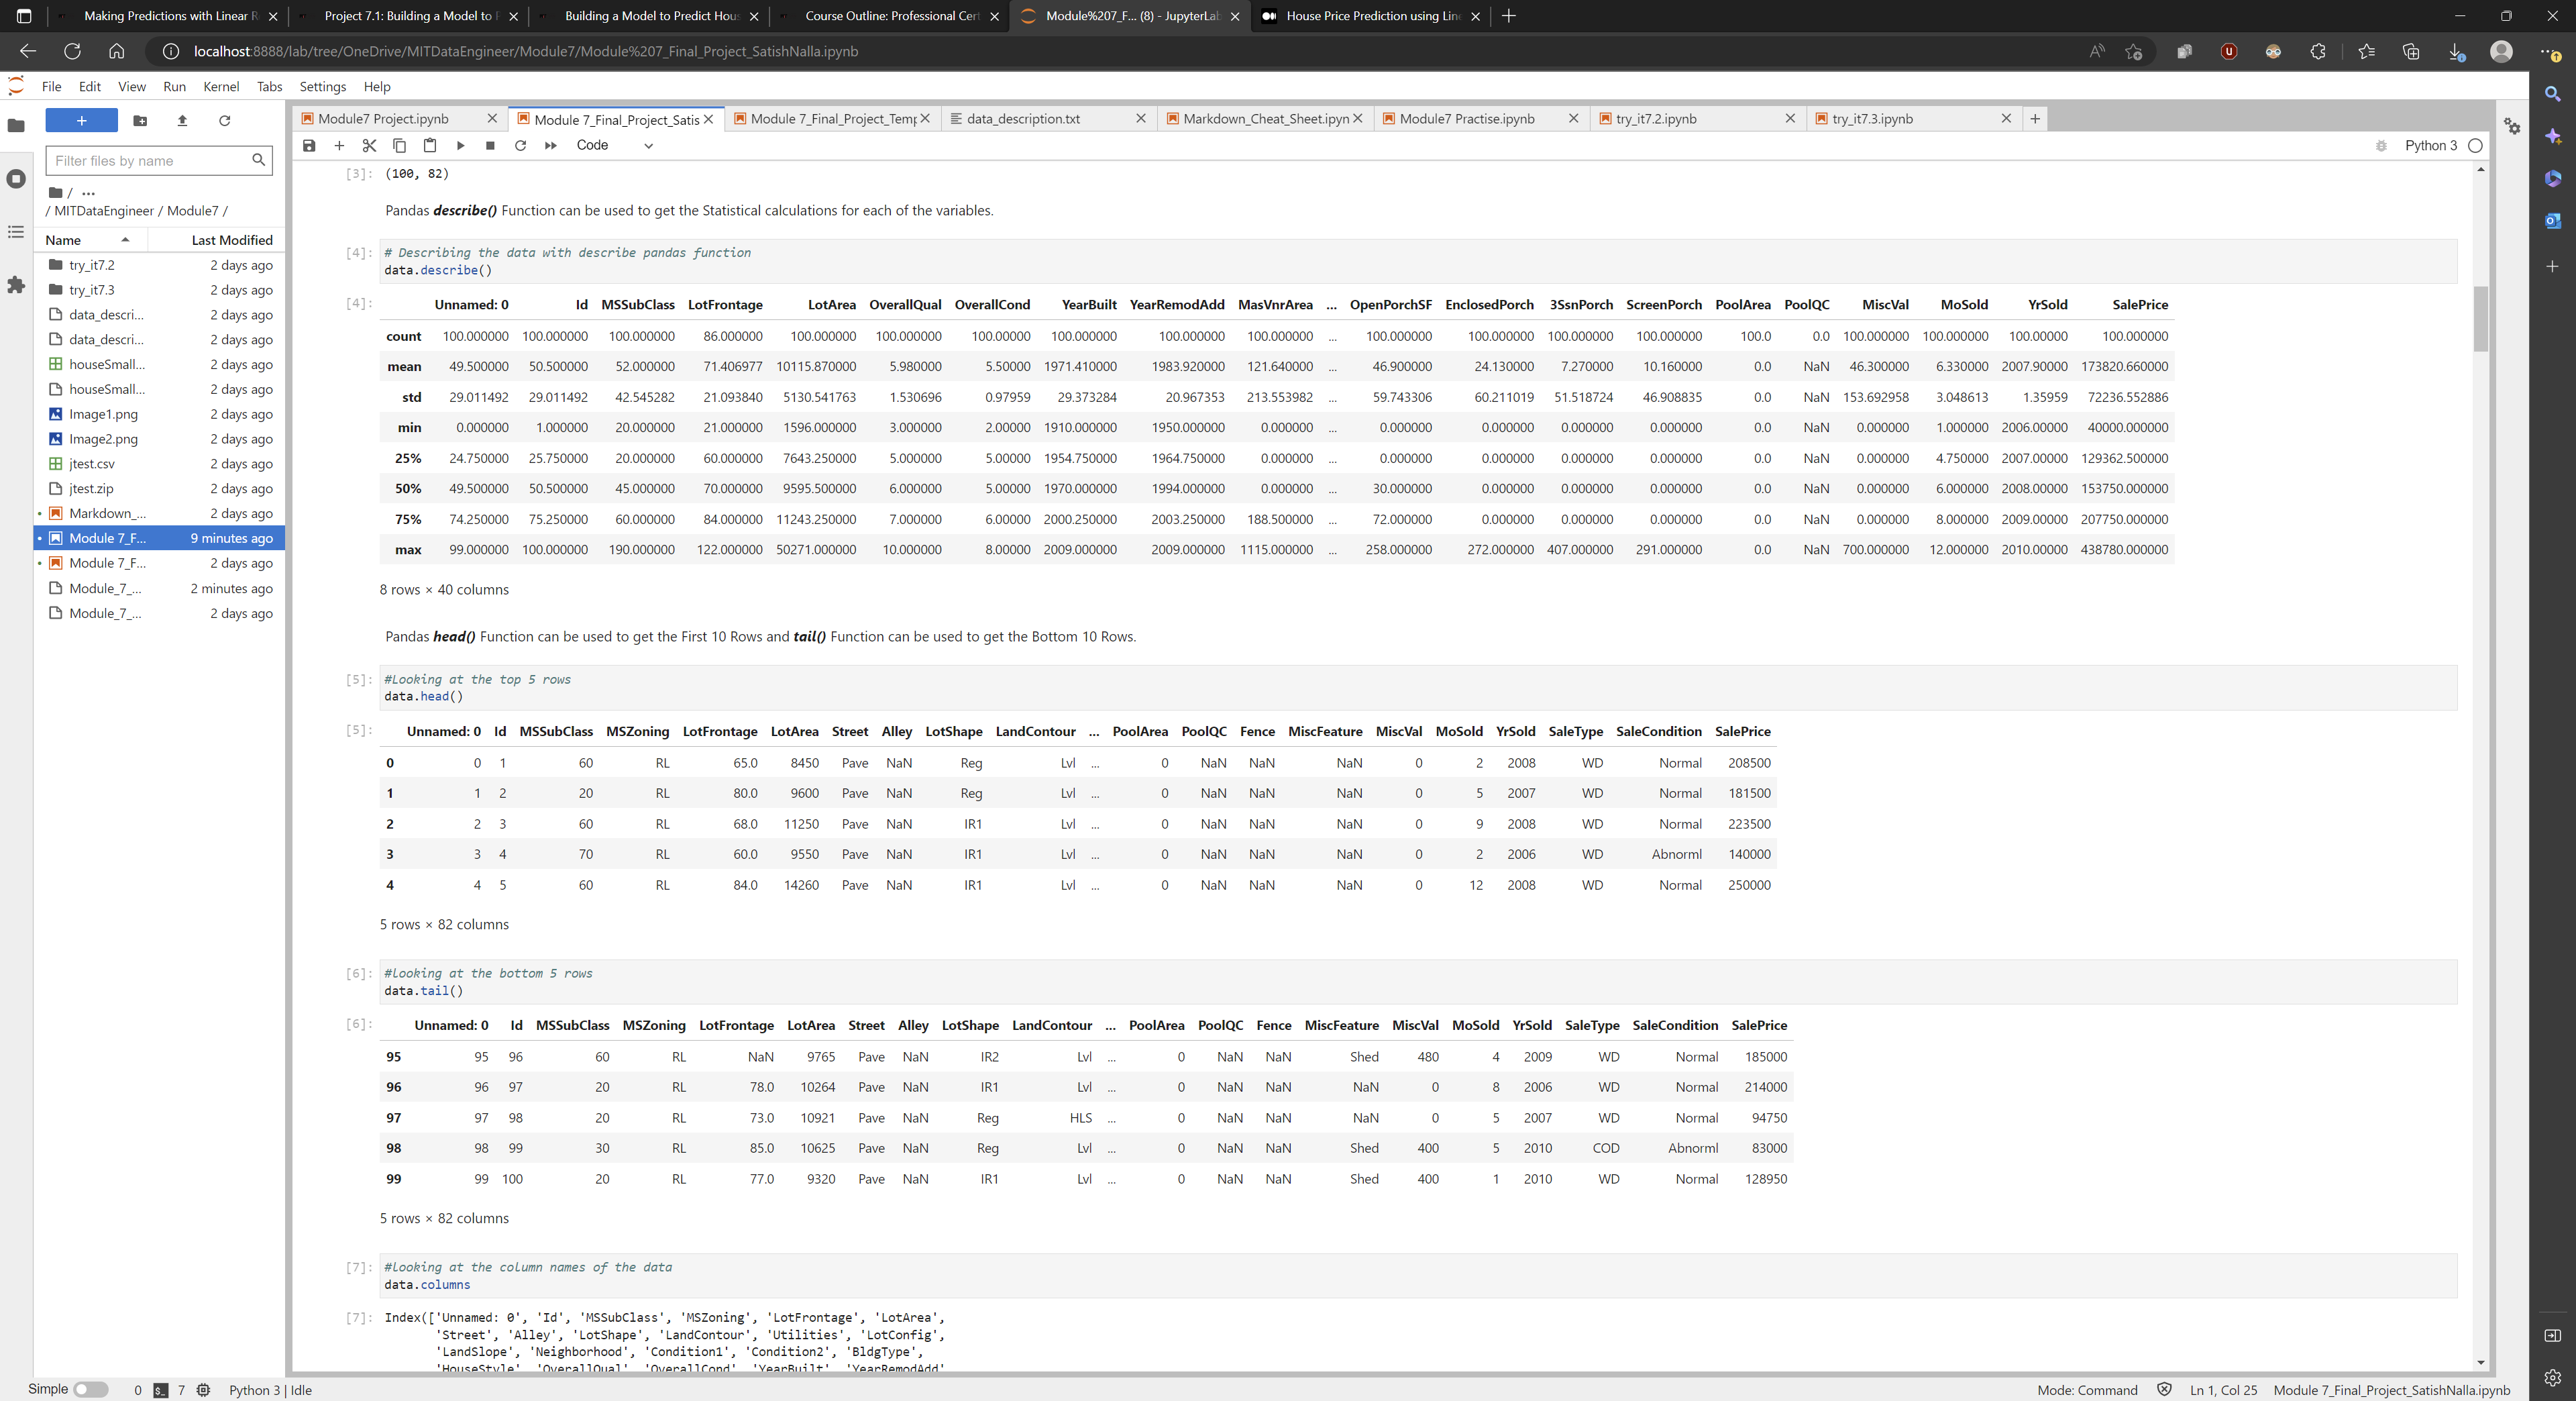 Making Predictions with Linear R
Project 7.1: Building a Model to P
Building a Model to Predict Hous
Course Outline: Professional Cert
Module%207_F... (8) - JupyterLab
House Price Prediction using Line
localhost:8888/lab/tree/OneDrive/MITDataEngineer/Module7/Module%207_Final_Project_SatishNalla.ipynb
File Edit View Run Kernel Tabs Settings Help
Module7 Project.ipynb
Module 7_Final_Project_Satis
Module 7_Final_Project_Temp
data_description.txt
Markdown_Cheat_Sheet.ipyn
Module7 Practise.ipynb
try_it7.2.ipynb
try_it7.3.ipynb
Code
Python 3
Filter files by name
/ ...
/ MITDataEngineer / Module7 /
Name Last Modified
try_it7.2 2 days ago
try_it7.3 2 days ago
data_descri... 2 days ago
data_descri... 2 days ago
houseSmall... 2 days ago
houseSmall... 2 days ago
Image1.png 2 days ago
Image2.png 2 days ago
jtest.csv 2 days ago
jtest.zip 2 days ago
Markdown_... 2 days ago
Module 7_F... 9 minutes ago
Module 7_F... 2 days ago
Module_7_... 2 minutes ago
Module_7_... 2 days ago
[3]: (100, 82)
Pandas describe() Function can be used to get the Statistical calculations for each of the variables.
[4]: # Describing the data with describe pandas function
data.describe()
[4]: Unnamed: 0 Id MSSubClass LotFrontage LotArea OverallQual OverallCond YearBuilt YearRemodAdd MasVnrArea ... OpenPorchSF EnclosedPorch 3SsnPorch ScreenPorch PoolArea PoolQC MiscVal MoSold YrSold SalePrice
count 100.000000 100.000000 100.000000 86.000000 100.000000 100.000000 100.00000 100.000000 100.000000 100.000000 ... 100.000000 100.000000 100.000000 100.000000 100.0 0.0 100.000000 100.000000 100.00000 100.000000
mean 49.500000 50.500000 52.000000 71.406977 10115.870000 5.980000 5.50000 1971.410000 1983.920000 121.640000 ... 46.900000 24.130000 7.270000 10.160000 0.0 NaN 46.300000 6.330000 2007.90000 173820.660000
std 29.011492 29.011492 42.545282 21.093840 5130.541763 1.530696 0.97959 29.373284 20.967353 213.553982 ... 59.743306 60.211019 51.518724 46.908835 0.0 NaN 153.692958 3.048613 1.35959 72236.552886
min 0.000000 1.000000 20.000000 21.000000 1596.000000 3.000000 2.00000 1910.000000 1950.000000 0.000000 ... 0.000000 0.000000 0.000000 0.000000 0.0 NaN 0.000000 1.000000 2006.00000 40000.000000
25% 24.750000 25.750000 20.000000 60.000000 7643.250000 5.000000 5.00000 1954.750000 1964.750000 0.000000 ... 0.000000 0.000000 0.000000 0.000000 0.0 NaN 0.000000 4.750000 2007.00000 129362.500000
50% 49.500000 50.500000 45.000000 70.000000 9595.500000 6.000000 5.00000 1970.000000 1994.000000 0.000000 ... 30.000000 0.000000 0.000000 0.000000 0.0 NaN 0.000000 6.000000 2008.00000 153750.000000
75% 74.250000 75.250000 60.000000 84.000000 11243.250000 7.000000 6.00000 2000.250000 2003.250000 188.500000 ... 72.000000 0.000000 0.000000 0.000000 0.0 NaN 0.000000 8.000000 2009.00000 207750.000000
max 99.000000 100.000000 190.000000 122.000000 50271.000000 10.000000 8.00000 2009.000000 2009.000000 1115.000000 ... 258.000000 272.000000 407.000000 291.000000 0.0 NaN 700.000000 12.000000 2010.00000 438780.000000
8 rows × 40 columns
Pandas head() Function can be used to get the First 10 Rows and tail() Function can be used to get the Bottom 10 Rows.
[5]: #Looking at the top 5 rows
data.head()
[5]: Unnamed: 0 Id MSSubClass MSZoning LotFrontage LotArea Street Alley LotShape LandContour ... PoolArea PoolQC Fence MiscFeature MiscVal MoSold YrSold SaleType SaleCondition SalePrice
0 0 1 60 RL 65.0 8450 Pave NaN Reg Lvl ... 0 NaN NaN NaN 0 2 2008 WD Normal 208500
1 1 2 20 RL 80.0 9600 Pave NaN Reg Lvl ... 0 NaN NaN NaN 0 5 2007 WD Normal 181500
2 2 3 60 RL 68.0 11250 Pave NaN IR1 Lvl ... 0 NaN NaN NaN 0 9 2008 WD Normal 223500
3 3 4 70 RL 60.0 9550 Pave NaN IR1 Lvl ... 0 NaN NaN NaN 0 2 2006 WD Abnorml 140000
4 4 5 60 RL 84.0 14260 Pave NaN IR1 Lvl ... 0 NaN NaN NaN 0 12 2008 WD Normal 250000
5 rows × 82 columns
[6]: #looking at the bottom 5 rows
data.tail()
[6]: Unnamed: 0 Id MSSubClass MSZoning LotFrontage LotArea Street Alley LotShape LandContour ... PoolArea PoolQC Fence MiscFeature MiscVal MoSold YrSold SaleType SaleCondition SalePrice
95 95 96 60 RL NaN 9765 Pave NaN IR2 Lvl ... 0 NaN NaN Shed 480 4 2009 WD Normal 185000
96 96 97 20 RL 78.0 10264 Pave NaN IR1 Lvl ... 0 NaN NaN NaN 0 8 2006 WD Normal 214000
97 97 98 20 RL 73.0 10921 Pave NaN Reg HLS ... 0 NaN NaN NaN 0 5 2007 WD Normal 94750
98 98 99 30 RL 85.0 10625 Pave NaN Reg Lvl ... 0 NaN NaN Shed 400 5 2010 COD Abnorml 83000
99 99 100 20 RL 77.0 9320 Pave NaN IR1 Lvl ... 0 NaN NaN Shed 400 1 2010 WD Normal 128950
5 rows × 82 columns
[7]: #looking at the column names of the data
data.columns
[7]: Index(['Unnamed: 0', 'Id', 'MSSubClass', 'MSZoning', 'LotFrontage', 'LotArea',
'Street', 'Alley', 'LotShape', 'LandContour', 'Utilities', 'LotConfig',
'LandSlope', 'Neighborhood', 'Condition1', 'Condition2', 'BldgType',
'HouseStyle', 'OverallQual', 'OverallCond', 'YearBuilt', 'YearRemodAdd',
Simple 0 7 Python 3 | Idle
Mode: Command Ln 1, Col 25 Module 7_Final_Project_SatishNalla.ipynb